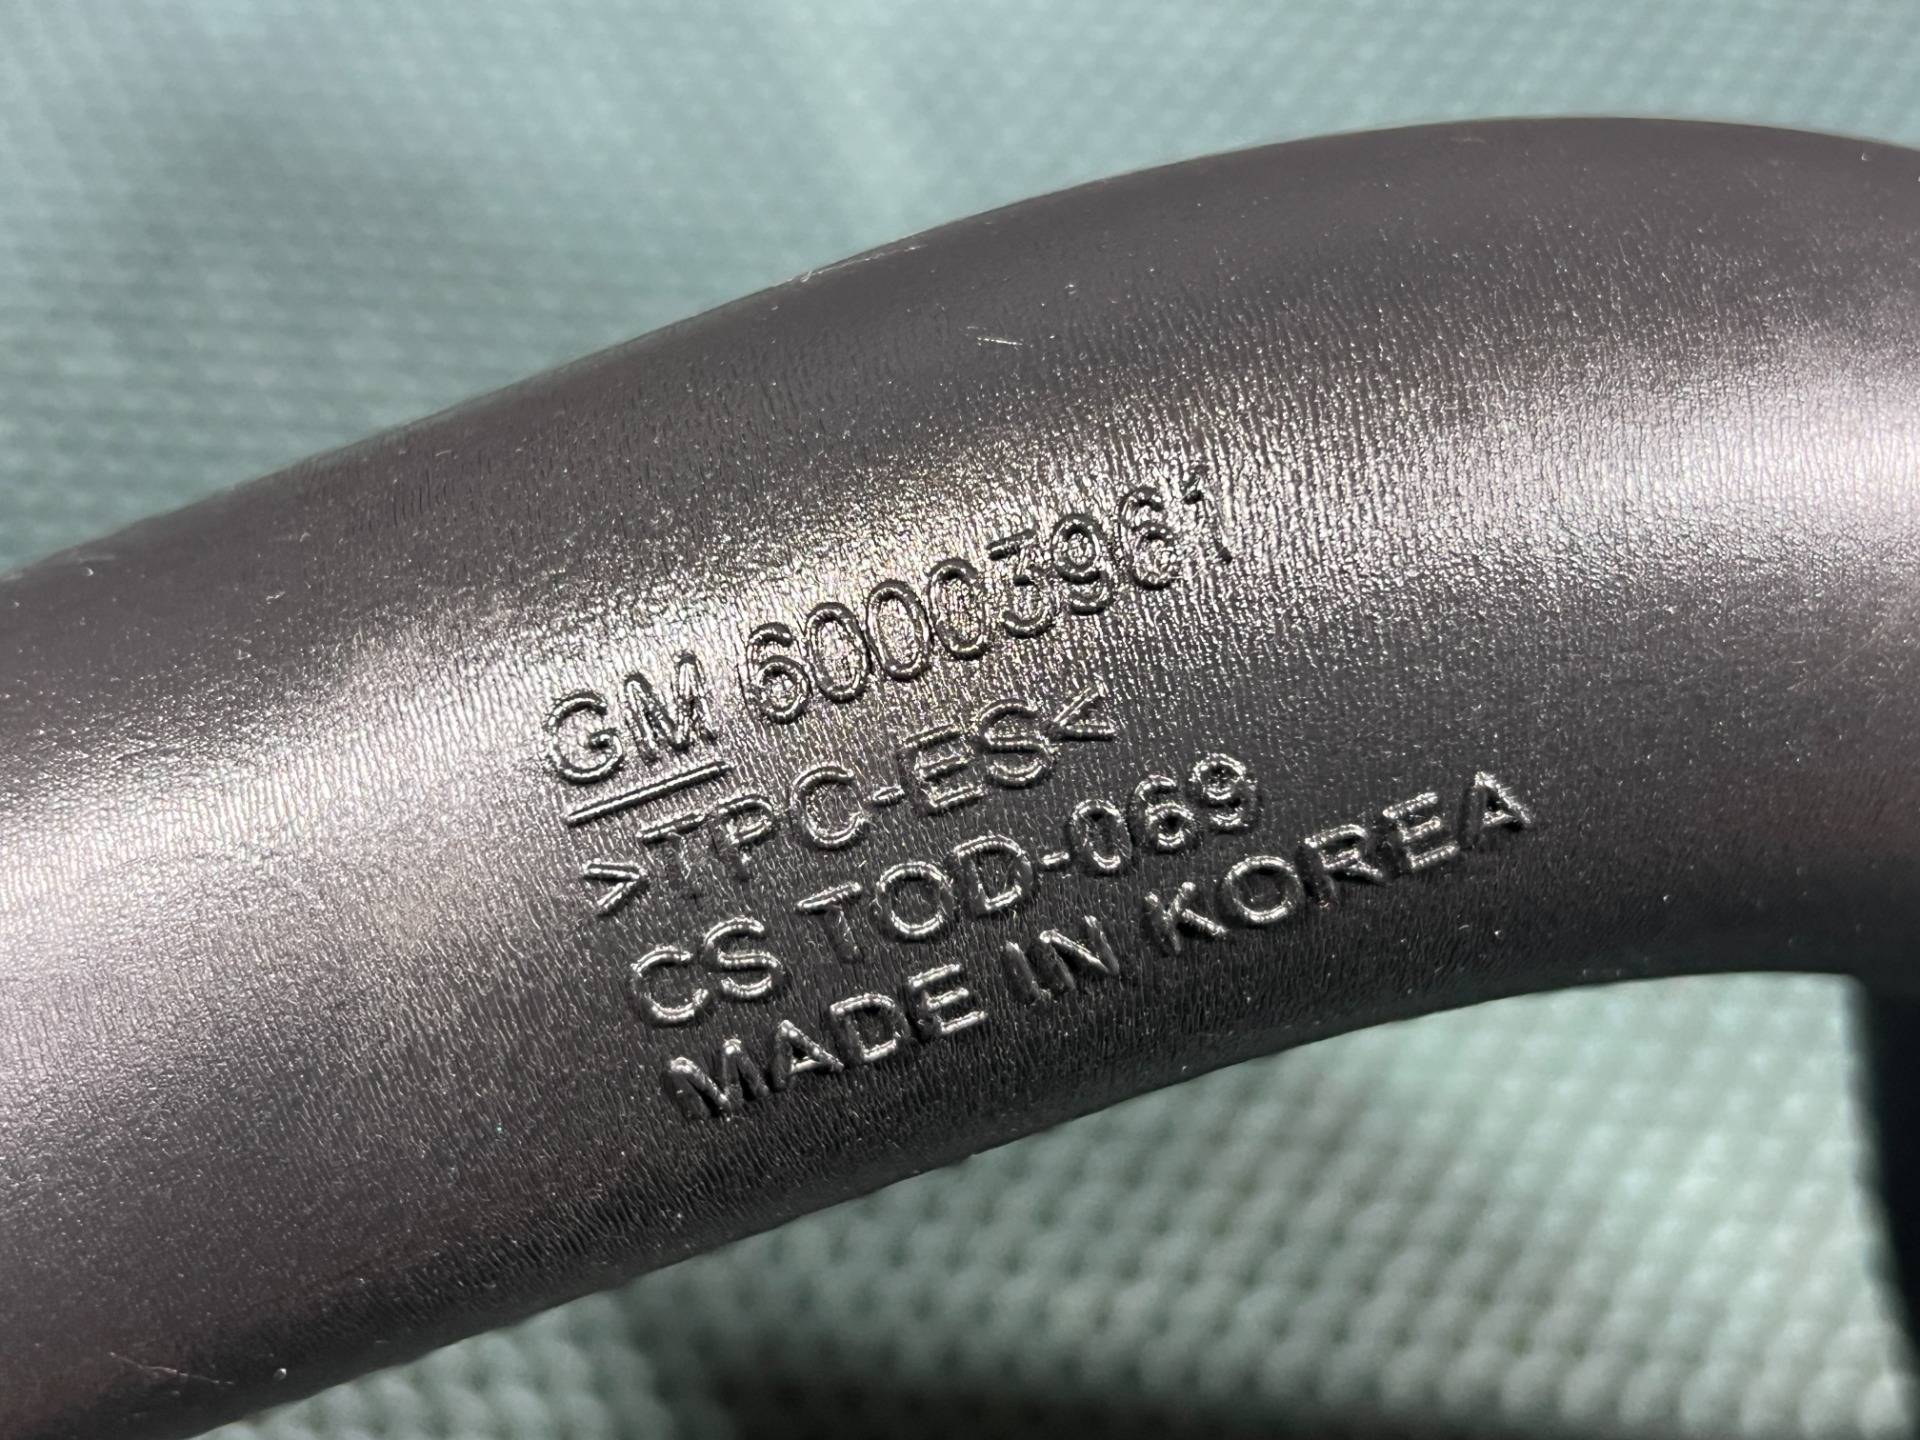 GM 60003961
>TPC-ES<
CS TOD-069
MADE IN KOREA